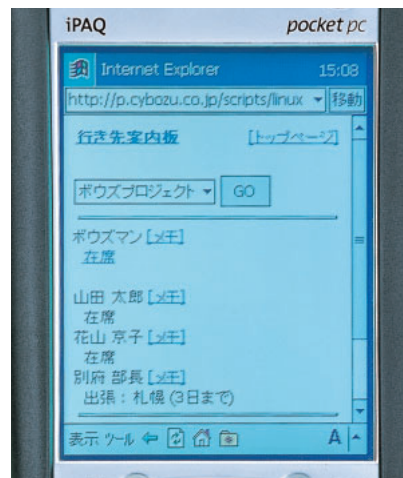 iPAQ pocket pc
Internet Explorer 15:08
http://p.cybozu.co.jp/scripts/linux 移動
行き先案内板 [トップページ]
ボウズプロジェクト GO
ボウズマン [メモ]
在席
山田 太郎 [メモ]
在席
花山 京子 [メモ]
在席
別府 部長 [メモ]
出張：札幌 (3日まで)
表示 ツール A